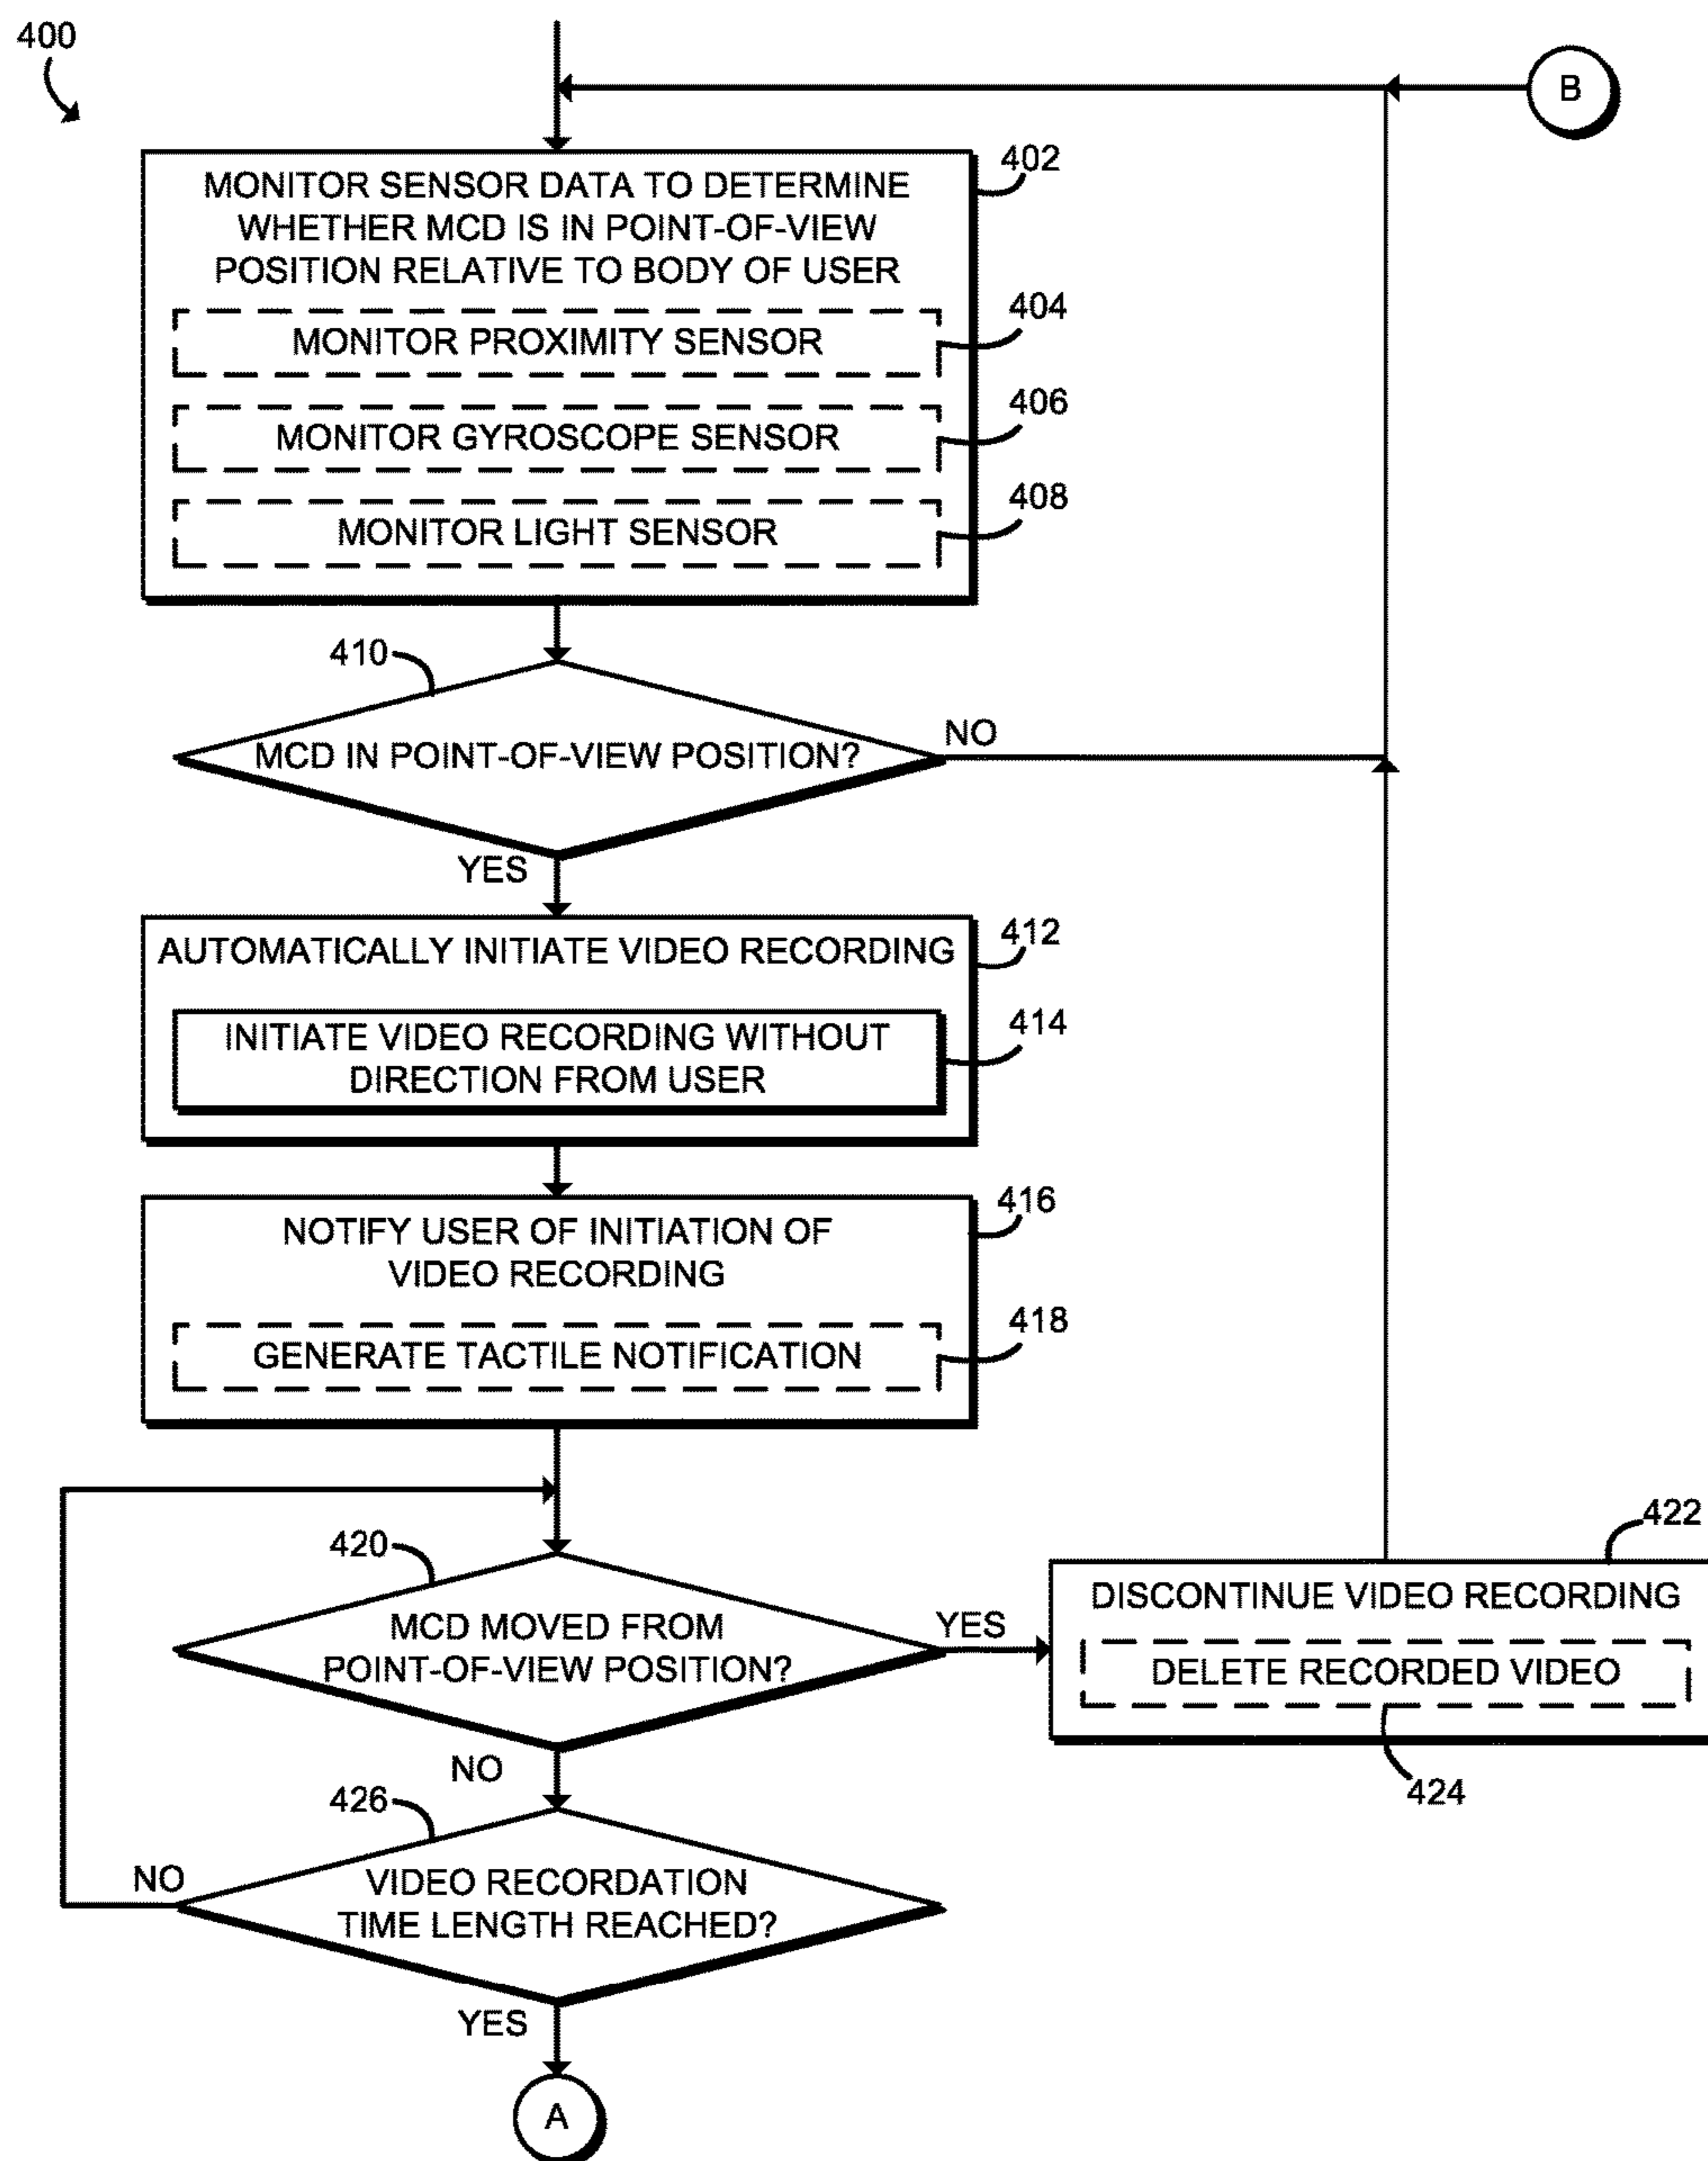 400
B
402
MONITOR SENSOR DATA TO DETERMINE
WHETHER MCD IS IN POINT-OF-VIEW
POSITION RELATIVE TO BODY OF USER
404
MONITOR PROXIMITY SENSOR
406
MONITOR GYROSCOPE SENSOR
408
MONITOR LIGHT SENSOR
410
MCD IN POINT-OF-VIEW POSITION?
NO
YES
412
AUTOMATICALLY INITIATE VIDEO RECORDING
414
INITIATE VIDEO RECORDING WITHOUT
DIRECTION FROM USER
416
NOTIFY USER OF INITIATION OF
VIDEO RECORDING
418
GENERATE TACTILE NOTIFICATION
420
MCD MOVED FROM
POINT-OF-VIEW POSITION?
YES
422
DISCONTINUE VIDEO RECORDING
DELETE RECORDED VIDEO
424
NO
426
VIDEO RECORDATION
TIME LENGTH REACHED?
NO
YES
A